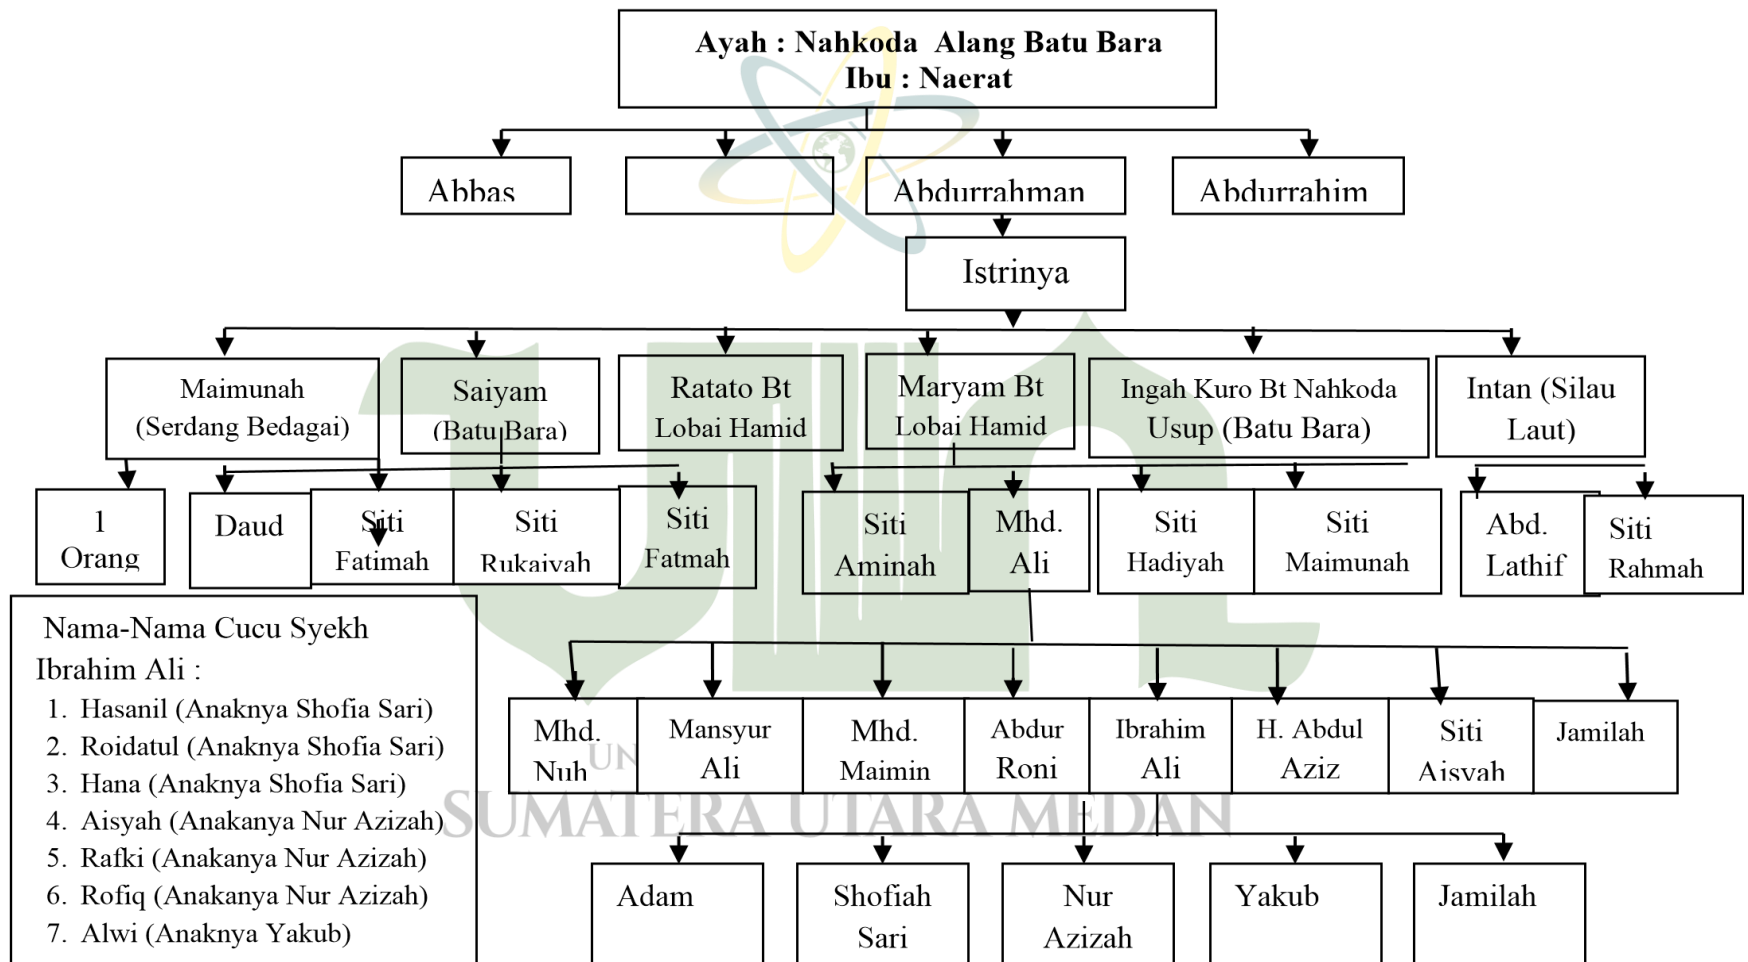 Ayah : Nahkoda Alang Batu Bara
Ibu : Naerat
Abbas
Abdurrahman
Abdurrahim
Istrinya
Maimunah
(Serdang Bedagai)
Saiyam
(Batu Bara)
Ratato Bt
Lobai Hamid
Maryam Bt
Lobai Hamid
Ingah Kuro Bt Nahkoda
Usup (Batu Bara)
Intan (Silau
Laut)
1
Orang
Daud
Siti
Fatimah
Siti
Rukaiyah
Siti
Fatmah
Siti
Aminah
Mhd.
Ali
Siti
Hadiyah
Siti
Maimunah
Abd.
Lathif
Siti
Rahmah
Nama-Nama Cucu Syekh
Ibrahim Ali :
1. Hasanil (Anaknya Shofia Sari)
2. Roidatul (Anaknya Shofia Sari)
3. Hana (Anaknya Shofia Sari)
4. Aisyah (Anakanya Nur Azizah)
5. Rafki (Anakanya Nur Azizah)
6. Rofiq (Anakanya Nur Azizah)
7. Alwi (Anaknya Yakub)
Mhd.
Nuh
Mansyur
Ali
Mhd.
Maimin
Abdur
Roni
Ibrahim
Ali
H. Abdul
Aziz
Siti
Aisyah
Jamilah
UN
SUMATERA UTARA MEDAN
Adam
Shofiah
Sari
Nur
Azizah
Yakub
Jamilah